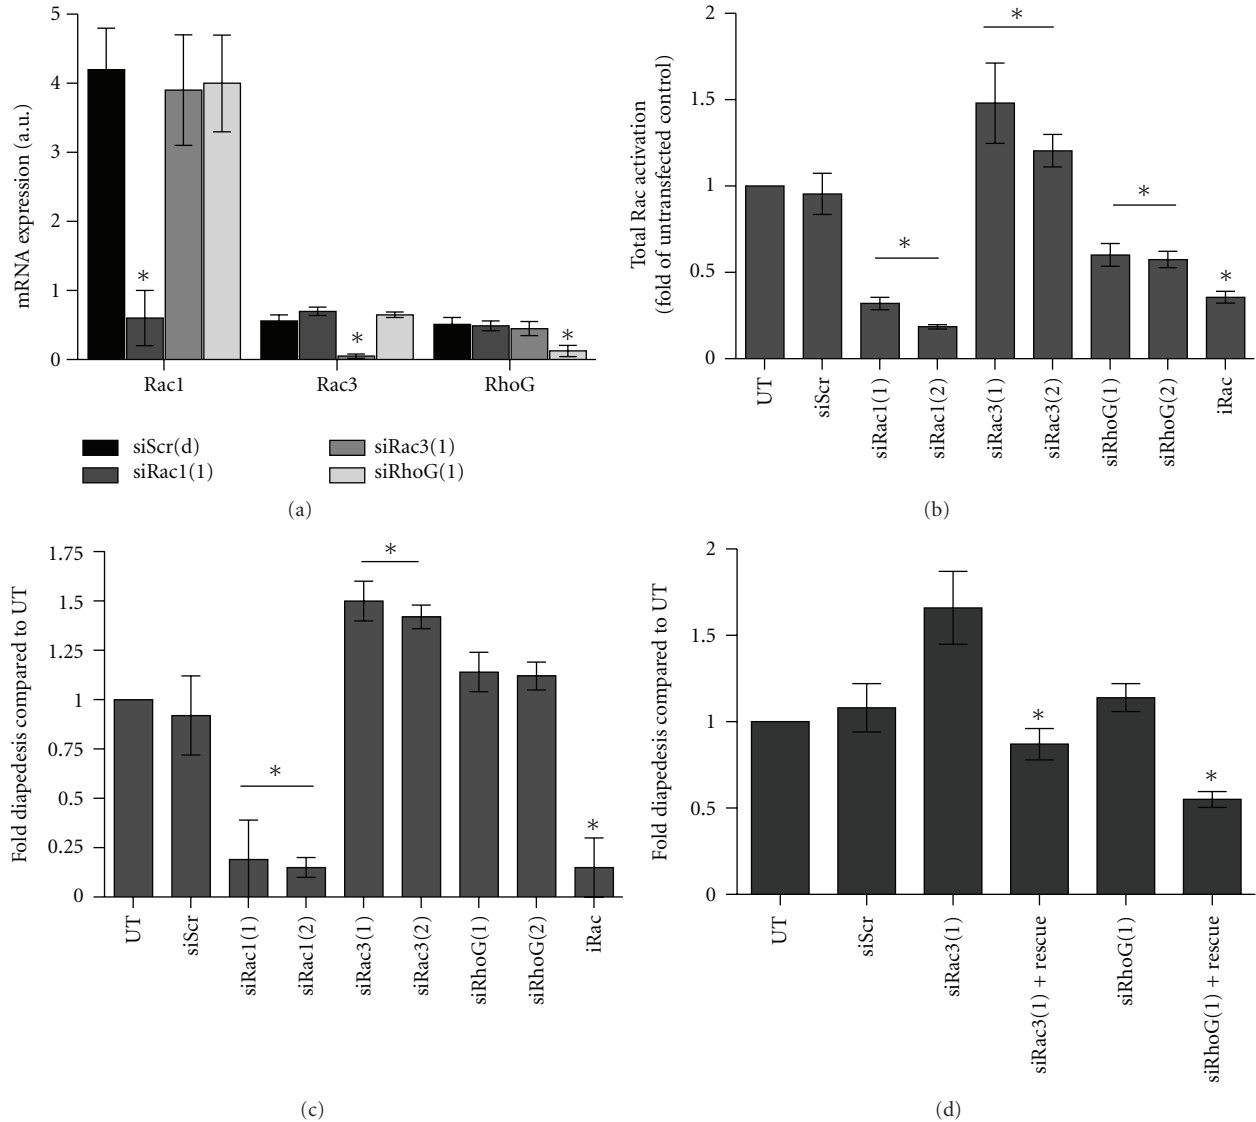 5
4
3
2
1
0
mRNA expression (a.u.)
*
*
*
Rac1
Rac3
RhoG
siScr(d)
siRac1(1)
siRac3(1)
siRhoG(1)
(a)
2
1.5
1
0.5
0
Total Rac activation
(fold of untransfected control)
*
*
*
*
UT
siScr
siRac1(1)
siRac1(2)
siRac3(1)
siRac3(2)
siRhoG(1)
siRhoG(2)
iRac
(b)
1.75
1.5
1.25
1
0.75
0.5
0.25
0
Fold diapedesis compared to UT
*
*
*
UT
siScr
siRac1(1)
siRac1(2)
siRac3(1)
siRac3(2)
siRhoG(1)
siRhoG(2)
iRac
(c)
2
1.5
1
0.5
0
Fold diapedesis compared to UT
*
*
UT
siScr
siRac3(1)
siRac3(1) + rescue
siRhoG(1)
siRhoG(1) + rescue
(d)